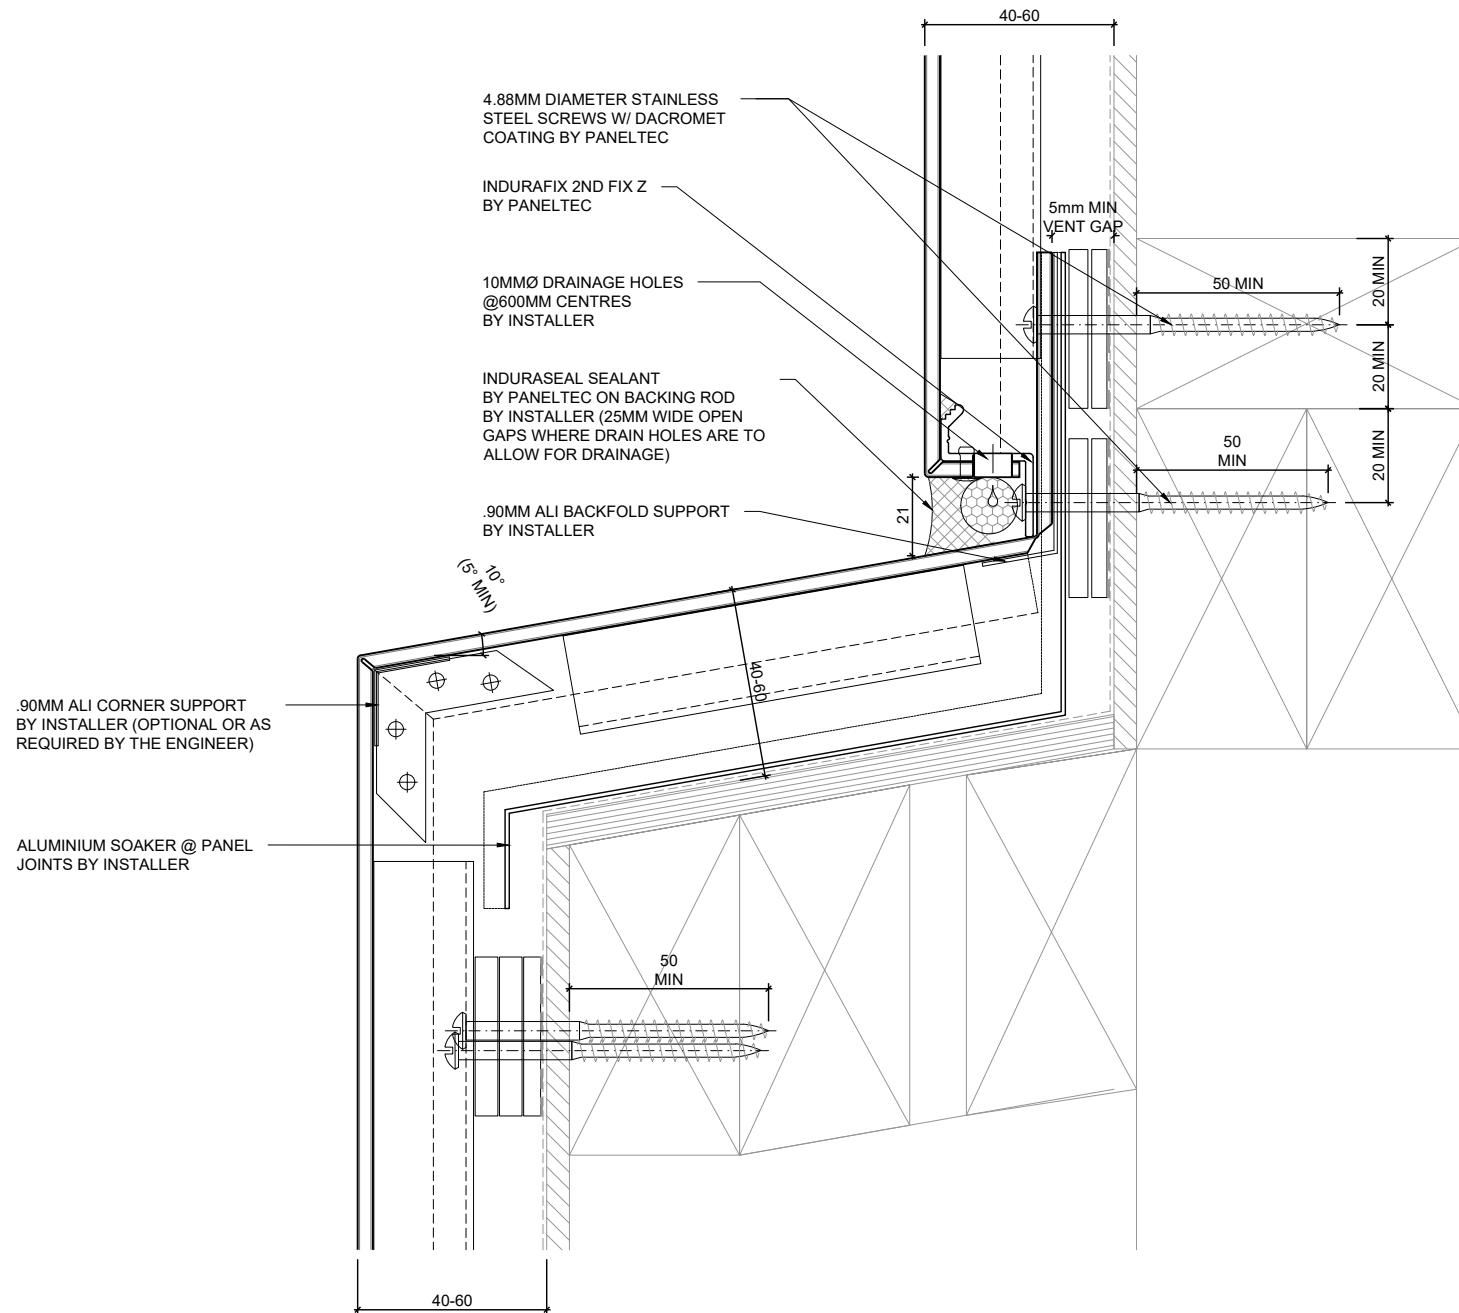 40-60
4.88MM DIAMETER STAINLESS
STEEL SCREWS W/ DACROMET
COATING BY PANELTEC
INDURAFIX 2ND FIX Z
BY PANELTEC
5mm MIN
VENT GAP
10MMØ DRAINAGE HOLES
@600MM CENTRES
BY INSTALLER
50 MIN
20 MIN
20 MIN
20 MIN
INDURASEAL SEALANT
BY PANELTEC ON BACKING ROD
BY INSTALLER (25MM WIDE OPEN
GAPS WHERE DRAIN HOLES ARE TO
ALLOW FOR DRAINAGE)
50
MIN
.90MM ALI BACKFOLD SUPPORT
BY INSTALLER
21
10°
(5° MIN)
40-60
.90MM ALI CORNER SUPPORT
BY INSTALLER (OPTIONAL OR AS
REQUIRED BY THE ENGINEER)
ALUMINIUM SOAKER @ PANEL
JOINTS BY INSTALLER
50
MIN
40-60